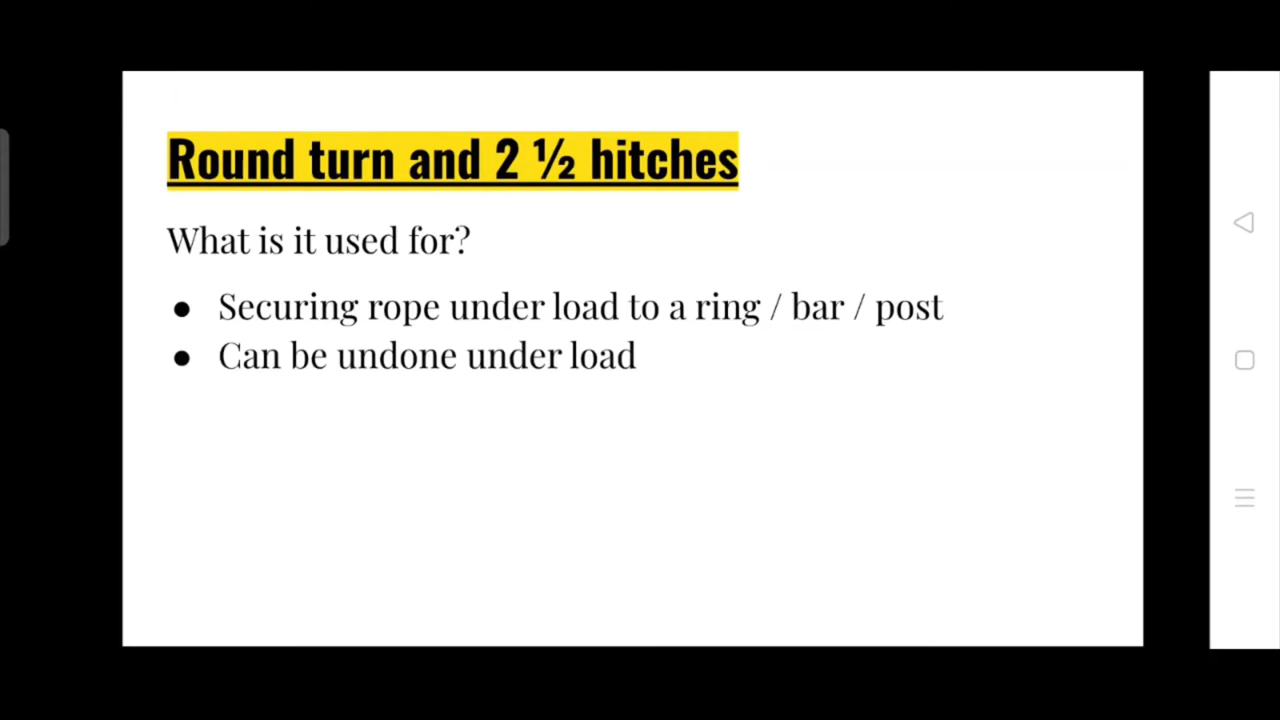 Round turn and 2 ½ hitches
What is it used for?
● Securing rope under load to a ring / bar / post
● Can be undone under load